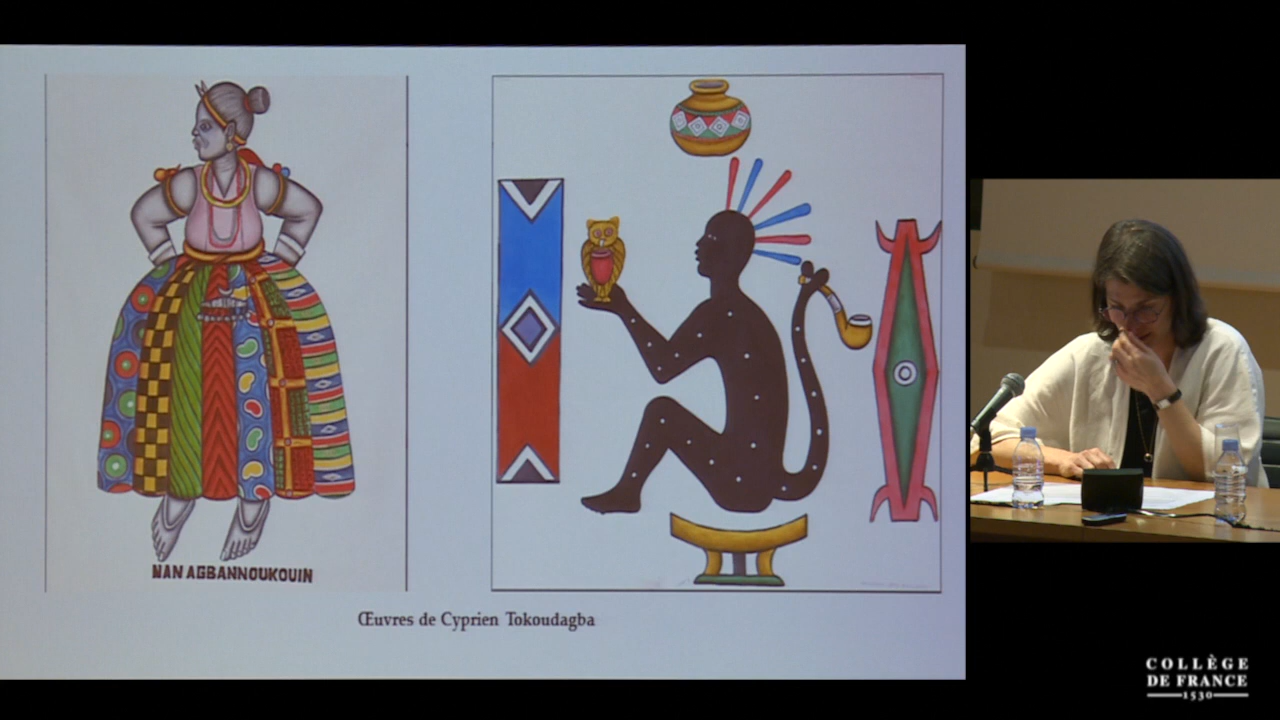 NAN AGBANNOUKOUIN
Œuvres de Cyprien Tokoudagba
COLLÈGE
DE FRANCE
1530